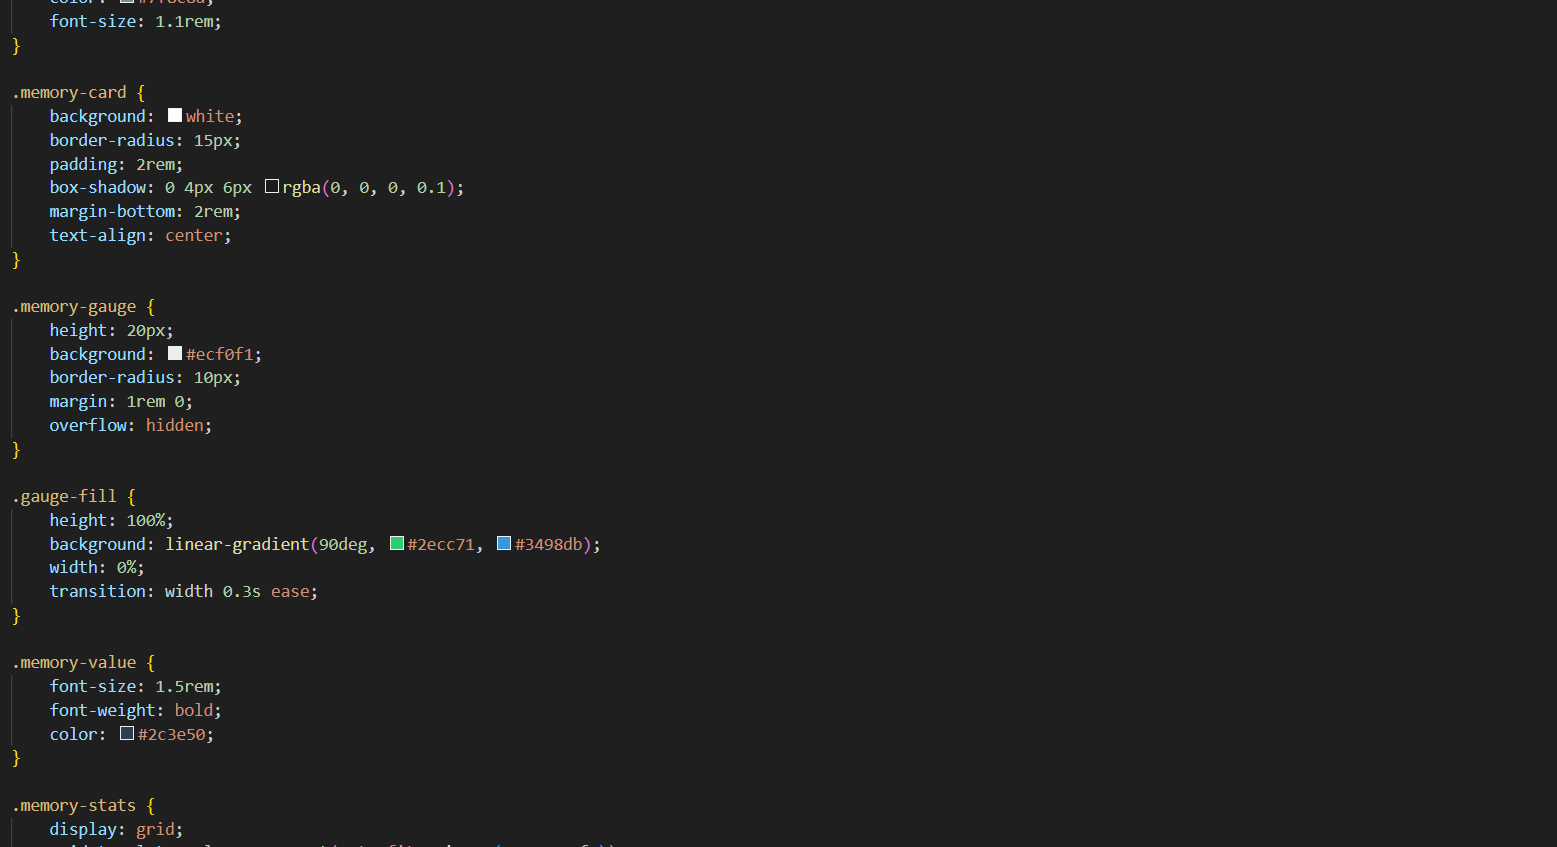 font-size: 1.1rem;
}
.memory-card {
background: white;
border-radius: 15px;
padding: 2rem;
box-shadow: 0 4px 6px rgba(0, 0, 0, 0.1);
margin-bottom: 2rem;
text-align: center;
}
.memory-gauge {
height: 20px;
background: #ecf0f1;
border-radius: 10px;
margin: 1rem 0;
overflow: hidden;
}
.gauge-fill {
height: 100%;
background: linear-gradient(90deg, #2ecc71, #3498db);
width: 0%;
transition: width 0.3s ease;
}
.memory-value {
font-size: 1.5rem;
font-weight: bold;
color: #2c3e50;
}
.memory-stats {
display: grid;